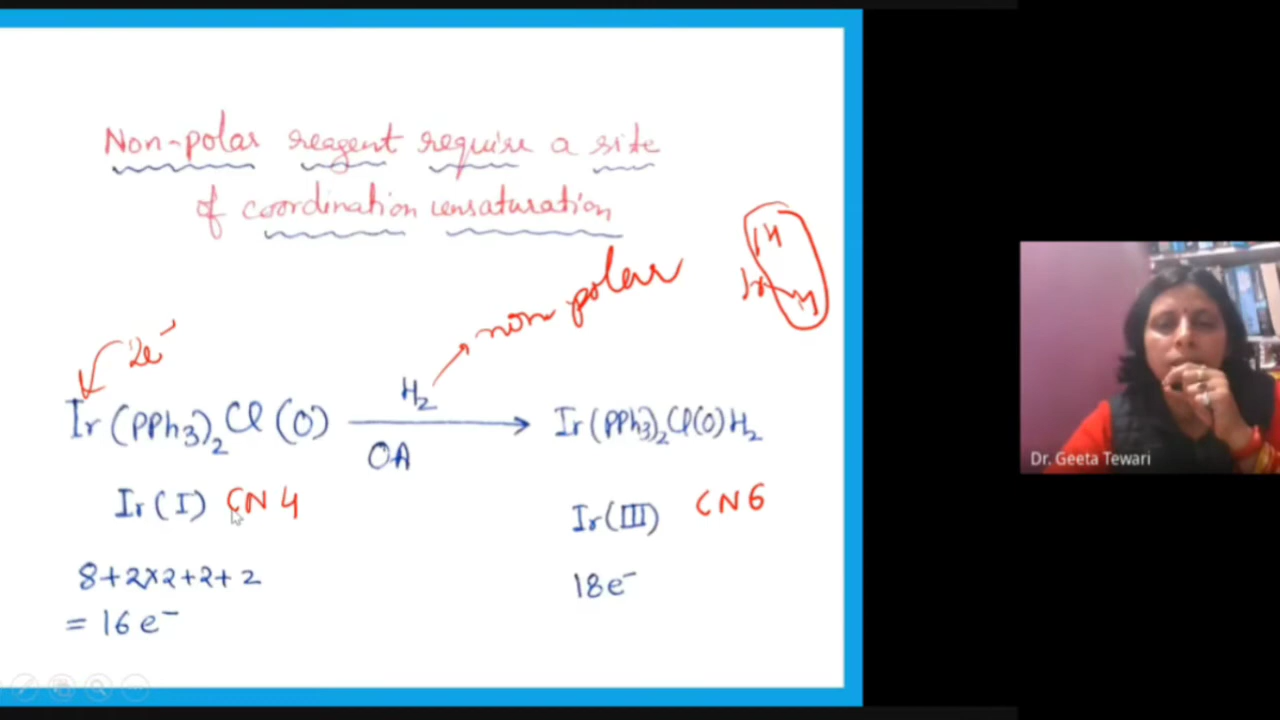 Non-polar reagent require a site
of coordination unsaturation
H
Ir
H
non polar
2e⁻
Ir(PPh3)₂Cl(O) H₂ OA Ir(PPh3)₂Cl(O)H₂
Ir(I) CN 4 Ir(III) CN 6
8+2×2+2+2 18e⁻
= 16 e⁻
Dr. Geeta Tewari